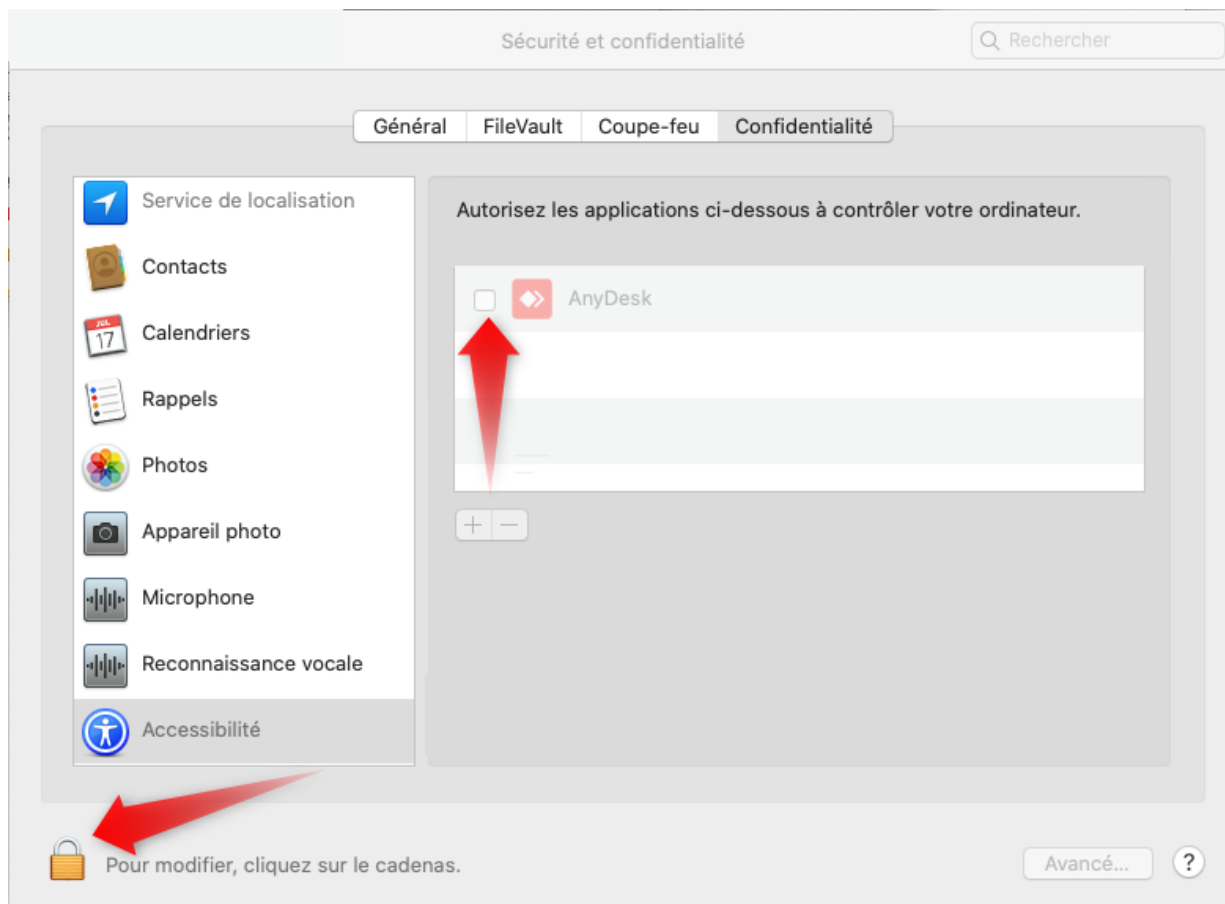 Sécurité et confidentialité
Rechercher
Général
FileVault
Coupe-feu
Confidentialité
Service de localisation
Contacts
Calendriers
Rappels
Photos
Appareil photo
Microphone
Reconnaissance vocale
Accessibilité
Autorisez les applications ci-dessous à contrôler votre ordinateur.
AnyDesk
JUL
17
+
−
Pour modifier, cliquez sur le cadenas.
Avancé...
?